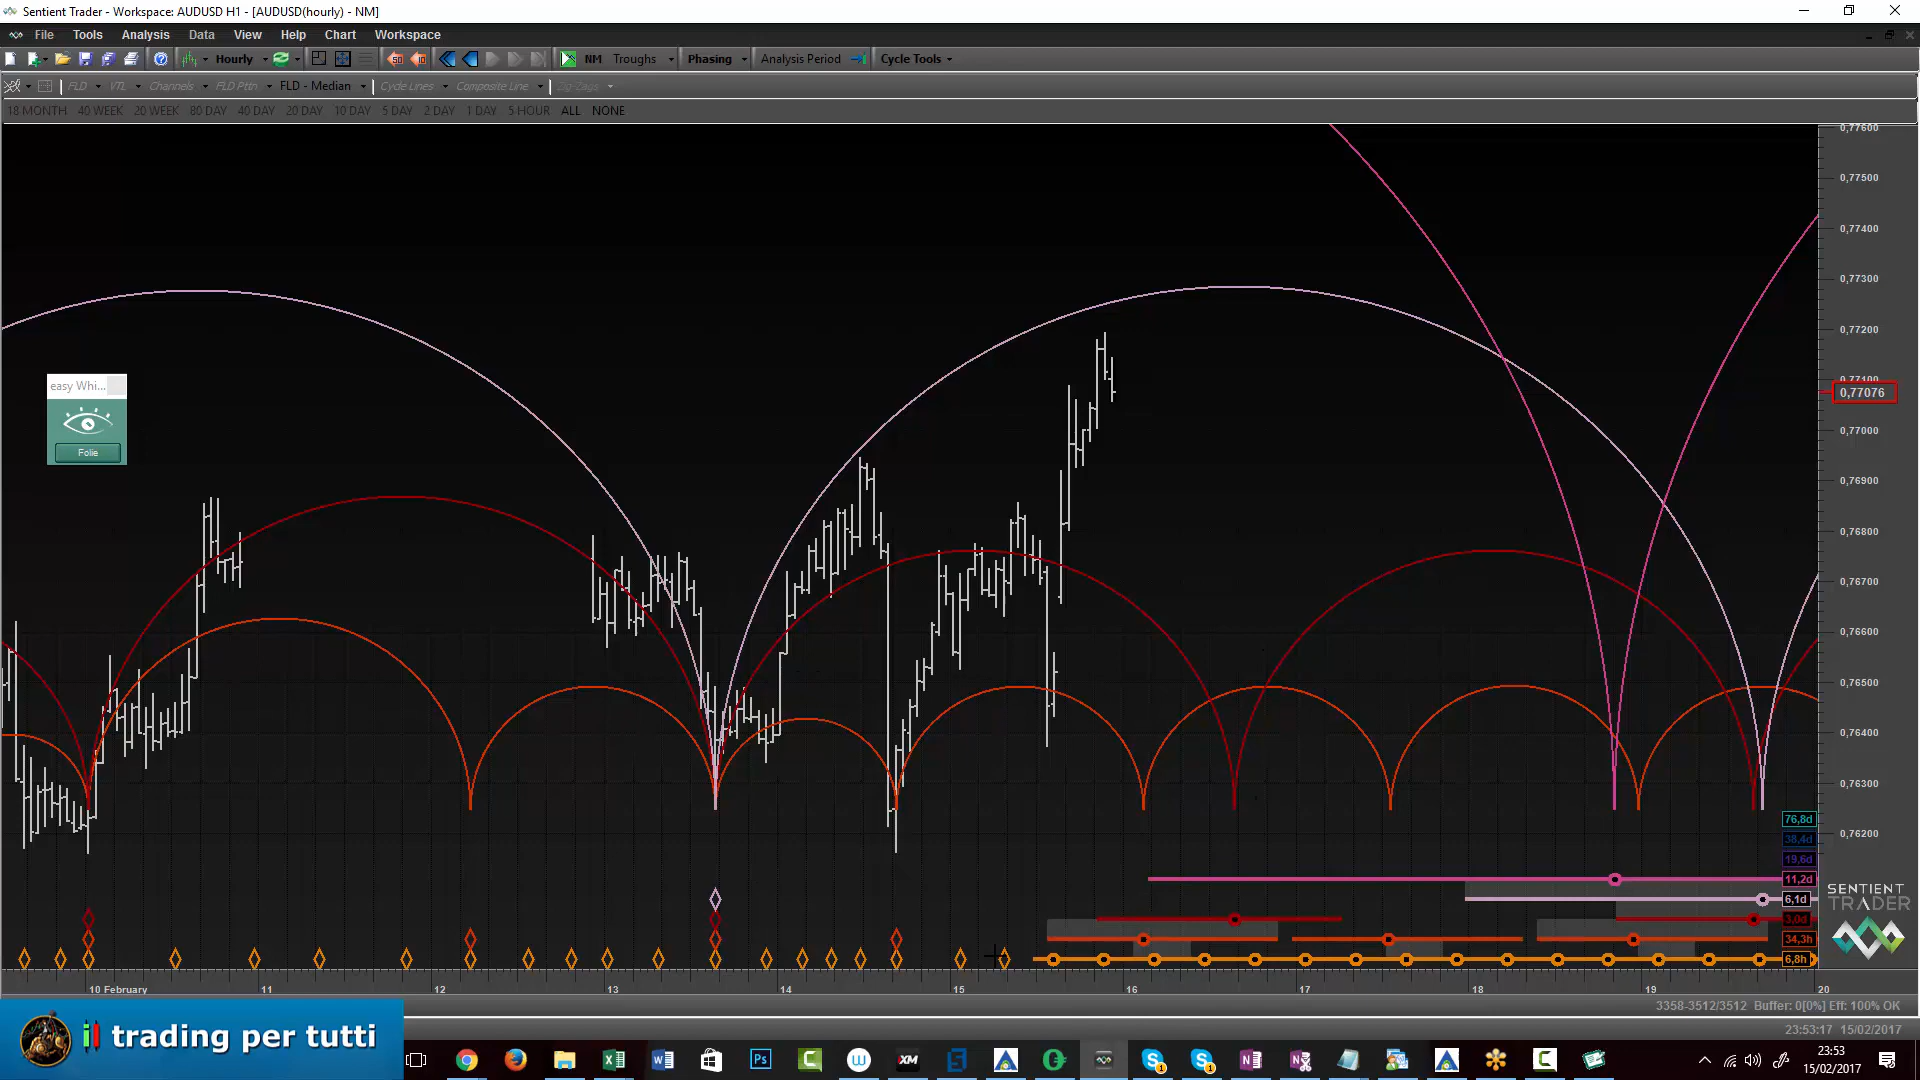 Sentient Trader - Workspace: AUDUSD H1 - [AUDUSD(hourly) - NM]
File Tools Analysis Data View Help Chart Workspace
Hourly 50 10 NM Troughs Phasing Analysis Period Cycle Tools
FLD VTL Channels FLD Pttn FLD - Median Cycle Lines Composite Line Zig-Zags
18 MONTH 40 WEEK 20 WEEK 80 DAY 40 DAY 20 DAY 10 DAY 5 DAY 2 DAY 1 DAY 5 HOUR ALL NONE
0,77600
0,77500
0,77400
0,77300
0,77200
0,77100
0,77076
0,77000
0,76900
0,76800
0,76700
0,76600
0,76500
0,76400
0,76300
0,76200
easy Whi...
Folie
76,8d
38,4d
19,6d
11,2d
6,1d
3,0d
34,3h
6,8h
SENTIENT
TRADER
10 February 11 12 13 14 15 16 17 18 19 20
3358-3512/3512 Buffer: 0[0%] Eff: 100% OK
23:53:17 15/02/2017
il trading per tutti
23:53
15/02/2017